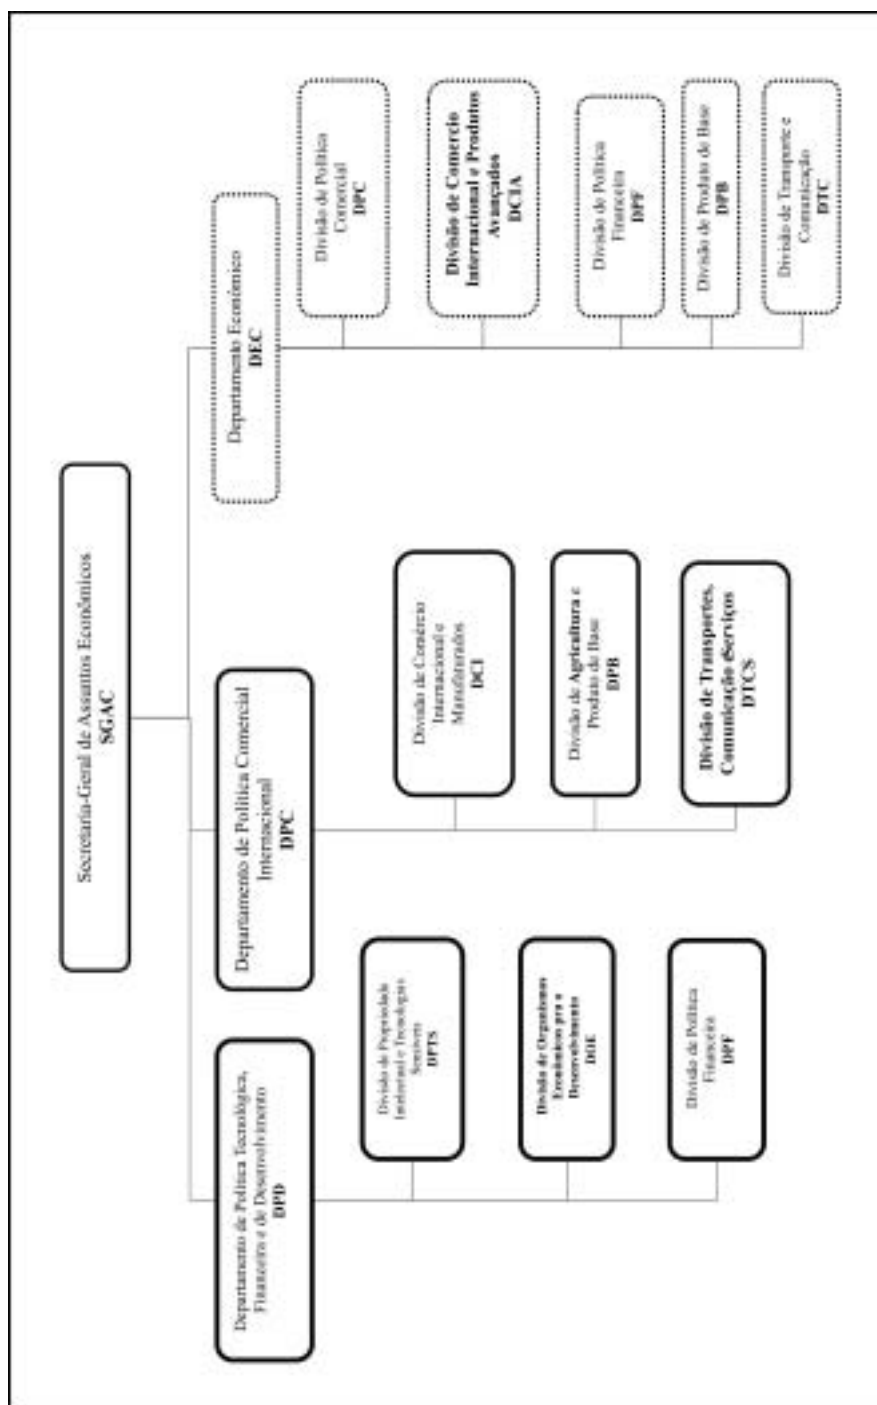 Secretaria-Geral de Assuntos Econômicos
SGAC
Departamento de Política Tecnológica,
Financeira e de Desenvolvimento
DPD
Divisão de Propriedade
Intelectual e Tecnologias
Sensíveis
DPTS
Divisão de Organismos
Econômicos pro o
Desenvolvimento
DOE
Divisão de Política
Financeira
DPF
Departamento de Política Comercial
Internacional
DPC
Divisão de Comércio
Internacional e
Manufaturados
DCI
Divisão de Agricultura e
Produto de Base
DPB
Divisão de Transportes,
Comunicação eServiços
DTCS
Departamento Econômico
DEC
Divisão de Política
Comercial
DPC
Divisão de Comercio
Internacional e Produtos
Avançados
DCIA
Divisão de Política
Financeira
DPF
Divisão de Produto de Base
DPB
Divisão de Transporte e
Comunicação
DTC